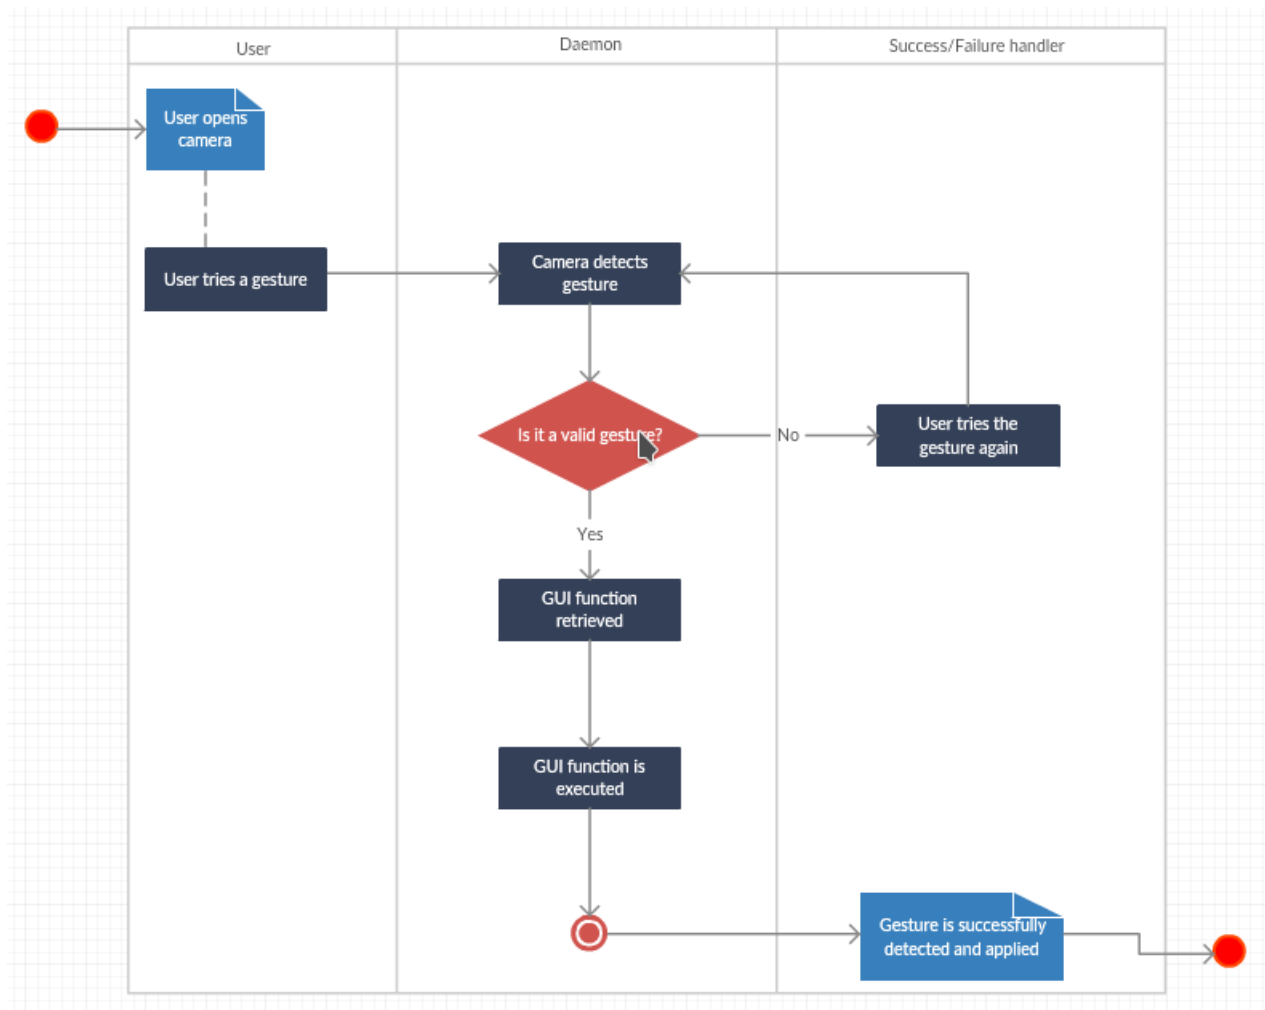 User
Daemon
Success/Failure handler
User opens
camera
User tries a gesture
Camera detects
gesture
Is it a valid gesture?
No
User tries the
gesture again
Yes
GUI function
retrieved
GUI function is
executed
Gesture is successfully
detected and applied